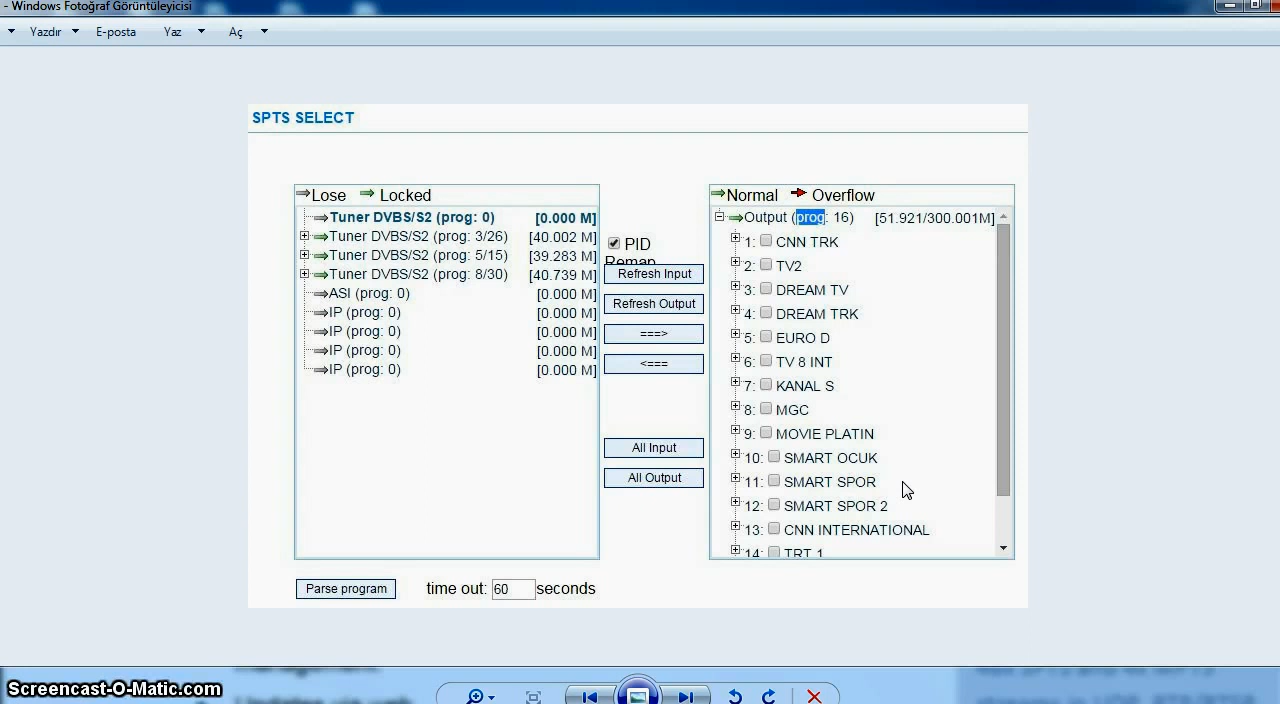 - Windows Fotoğraf Görüntüleyicisi
Yazdır E-posta Yaz Aç
SPTS SELECT
Lose Locked
Tuner DVBS/S2 (prog: 0) [0.000 M]
Tuner DVBS/S2 (prog: 3/26) [40.002 M]
Tuner DVBS/S2 (prog: 5/15) [39.283 M]
Tuner DVBS/S2 (prog: 8/30) [40.739 M]
ASI (prog: 0) [0.000 M]
IP (prog: 0) [0.000 M]
IP (prog: 0) [0.000 M]
IP (prog: 0) [0.000 M]
IP (prog: 0) [0.000 M]
PID
Remap
Refresh Input
Refresh Output
===>
<===
All Input
All Output
Normal Overflow
Output (prog: 16) [51.921/300.001M]
1: CNN TRK
2: TV2
3: DREAM TV
4: DREAM TRK
5: EURO D
6: TV 8 INT
7: KANAL S
8: MGC
9: MOVIE PLATIN
10: SMART OCUK
11: SMART SPOR
12: SMART SPOR 2
13: CNN INTERNATIONAL
14: TRT 1
Parse program time out: 60 seconds
Screencast-O-Matic.com